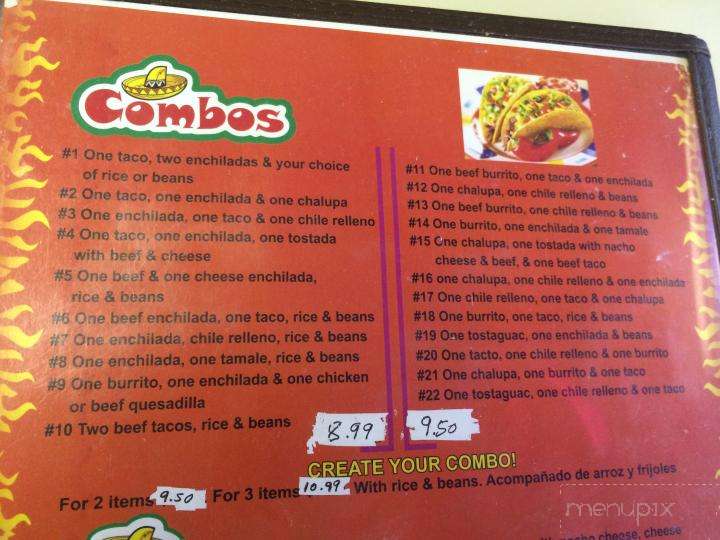 Combos
#1 One taco, two enchiladas & your choice
of rice or beans
#2 One taco, one enchilada & one chalupa
#3 One enchilada, one taco & one chile relleno
#4 One taco, one enchilada, one tostada
with beef & cheese
#5 One beef & one cheese enchilada,
rice & beans
#6 One beef enchilada, one taco, rice & beans
#7 One enchilada, chile relleno, rice & beans
#8 One enchilada, one tamale, rice & beans
#9 One burrito, one enchilada & one chicken
or beef quesadilla
#10 Two beef tacos, rice & beans
8.99
#11 One beef burrito, one taco & one enchilada
#12 One chalupa, one chile relleno & beans
#13 One beef burrito, one chile relleno & beans
#14 One burrito, one enchilada & one tamale
#15 One chalupa, one tostada with nacho
cheese & beef, & one beef taco
#16 one chalupa, one chile relleno & one enchilada
#17 One chile relleno, one taco & one chalupa
#18 One burrito, one taco, rice & beans
#19 One tostaguac, one enchilada & beans
#20 One tacto, one chile relleno & one burrito
#21 One chalupa, one burrito & one taco
#22 One tostaguac, one chile relleno & one taco
9.50
CREATE YOUR COMBO!
For 2 items 9.50 For 3 items 10.99 With rice & beans. Acompañado de arroz y frijoles
nacho cheese, cheese
menupix